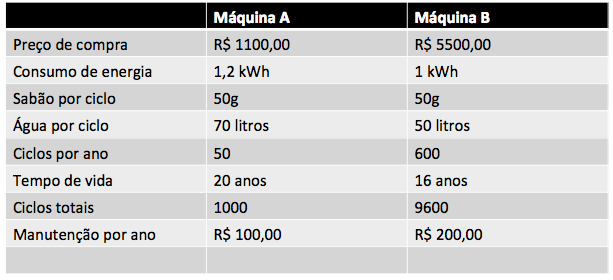 Máquina A Máquina B
Preço de compra R$ 1100,00 R$ 5500,00
Consumo de energia 1,2 kWh 1 kWh
Sabão por ciclo 50g 50g
Água por ciclo 70 litros 50 litros
Ciclos por ano 50 600
Tempo de vida 20 anos 16 anos
Ciclos totais 1000 9600
Manutenção por ano R$ 100,00 R$ 200,00